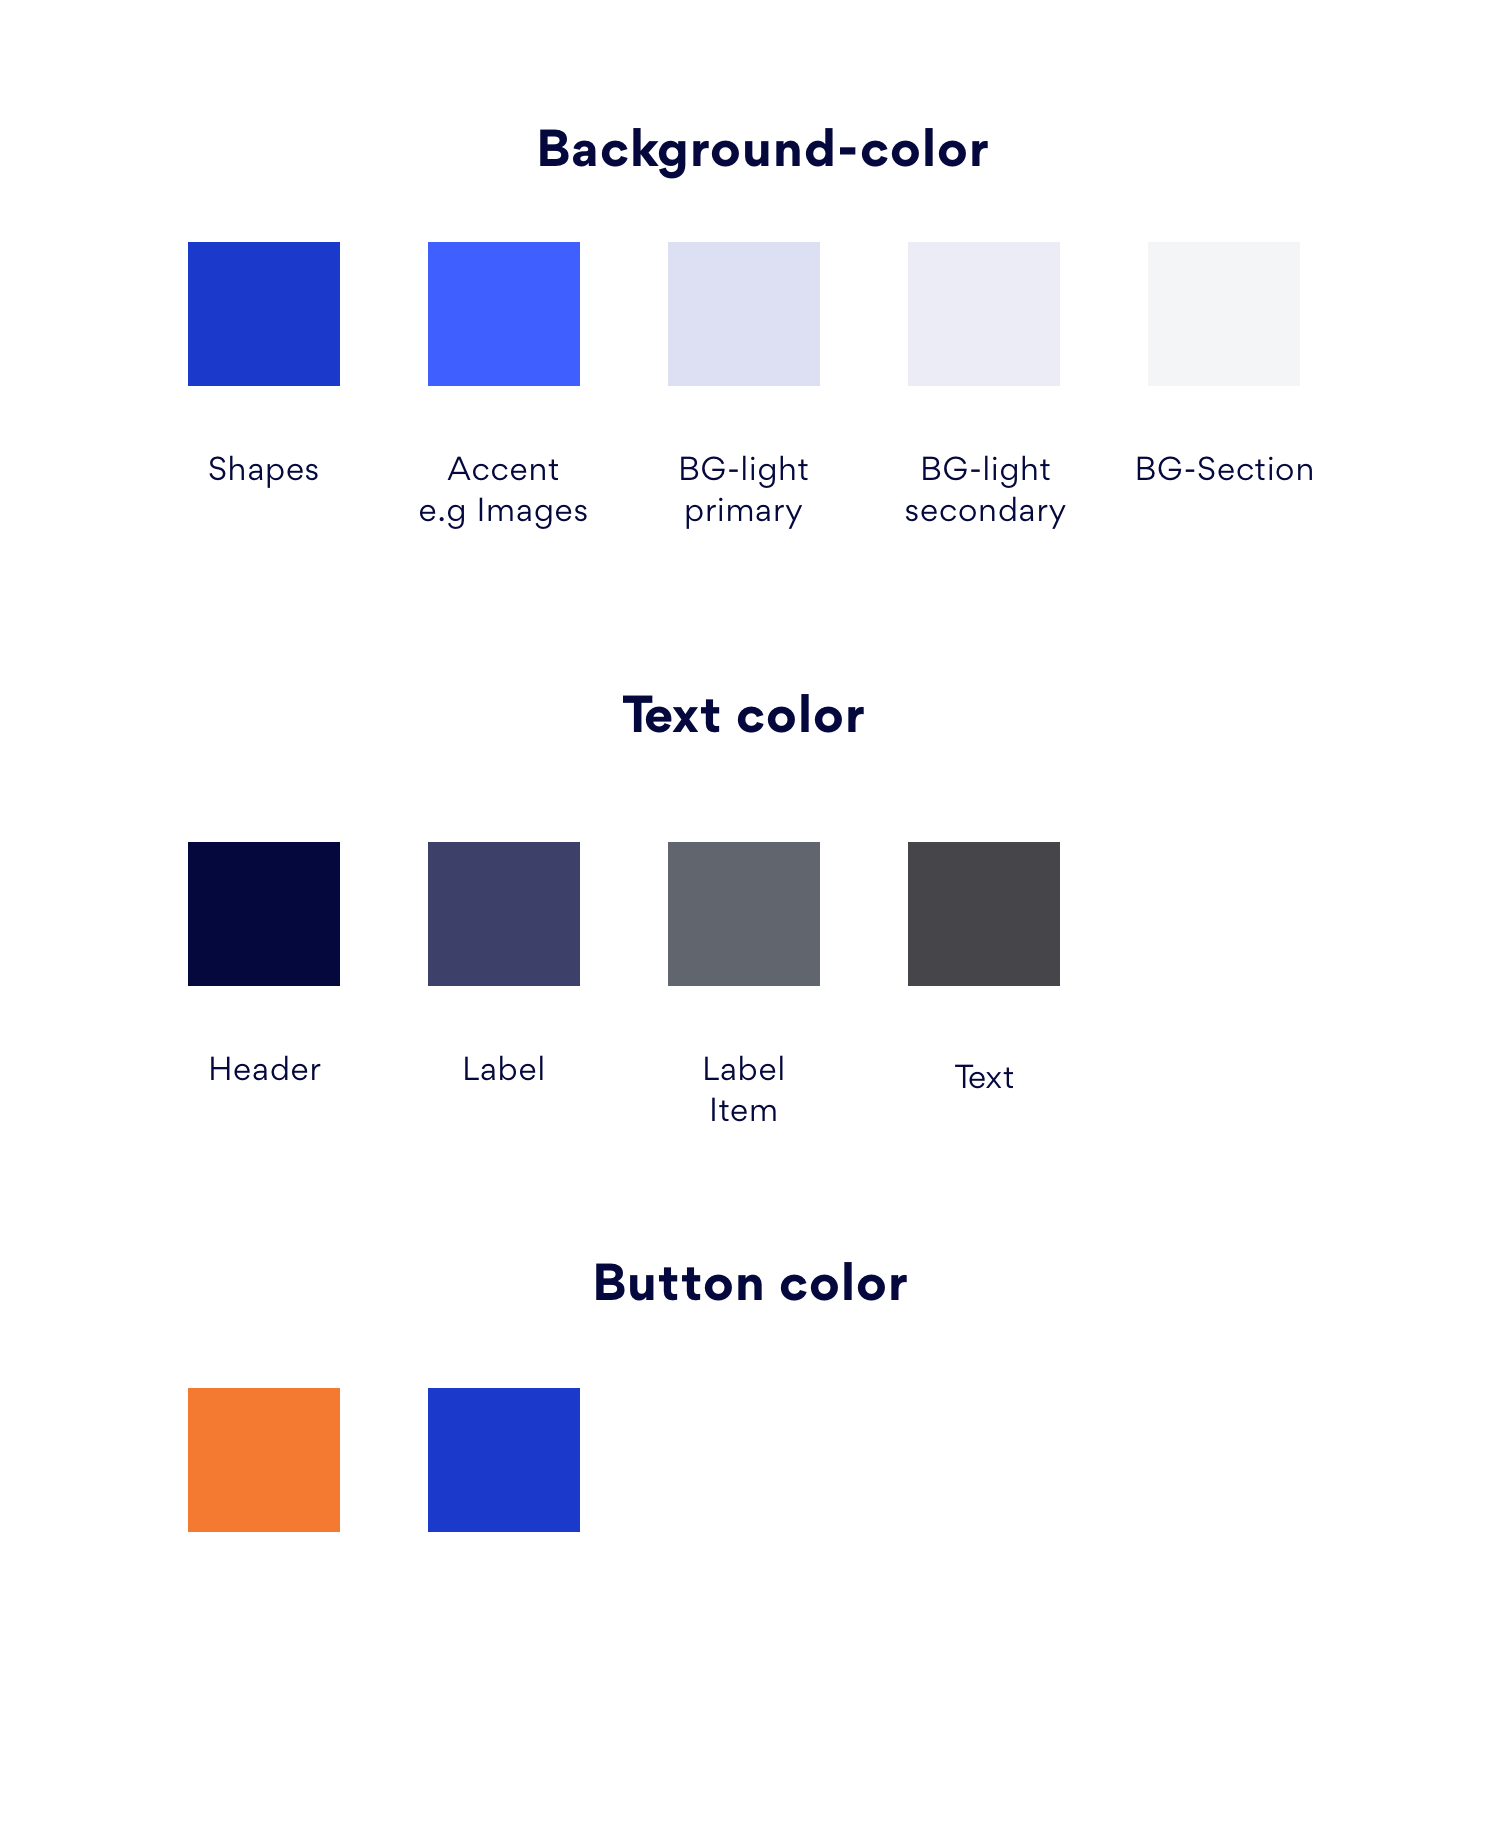 Background-color
Shapes
Accent
e.g Images
BG-light
primary
BG-light
secondary
BG-Section
Text color
Header
Label
Label
Item
Text
Button color